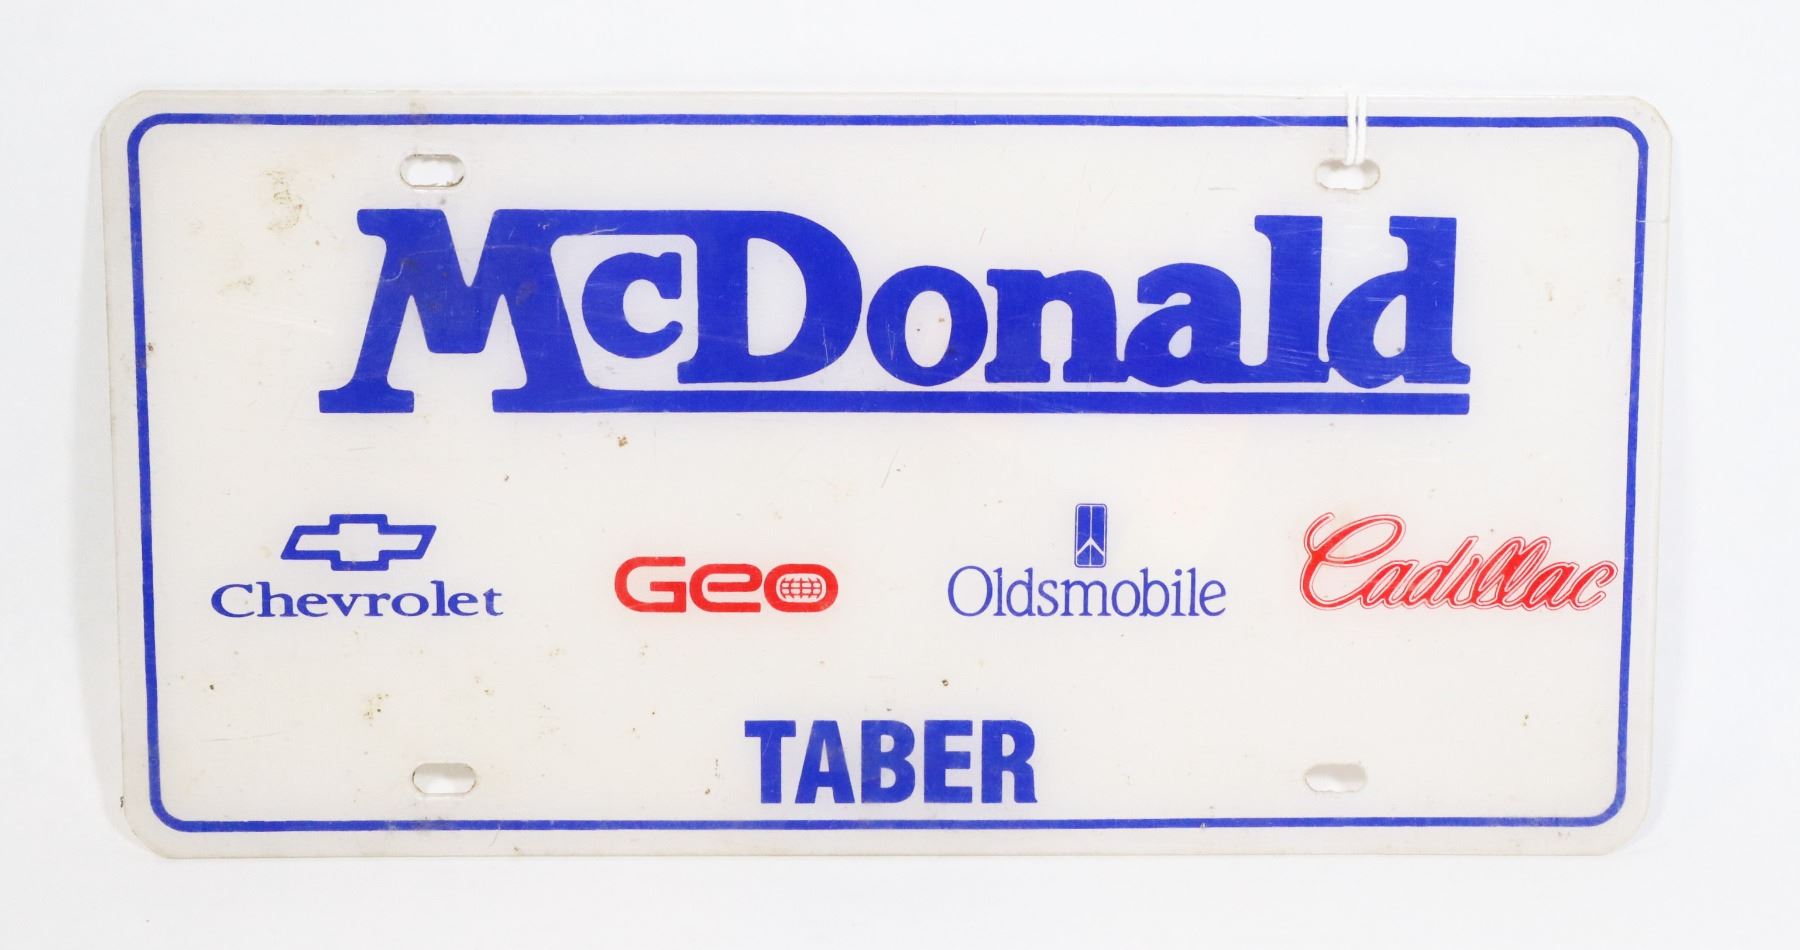 McDonald
Chevrolet Geo Oldsmobile Cadillac
TABER